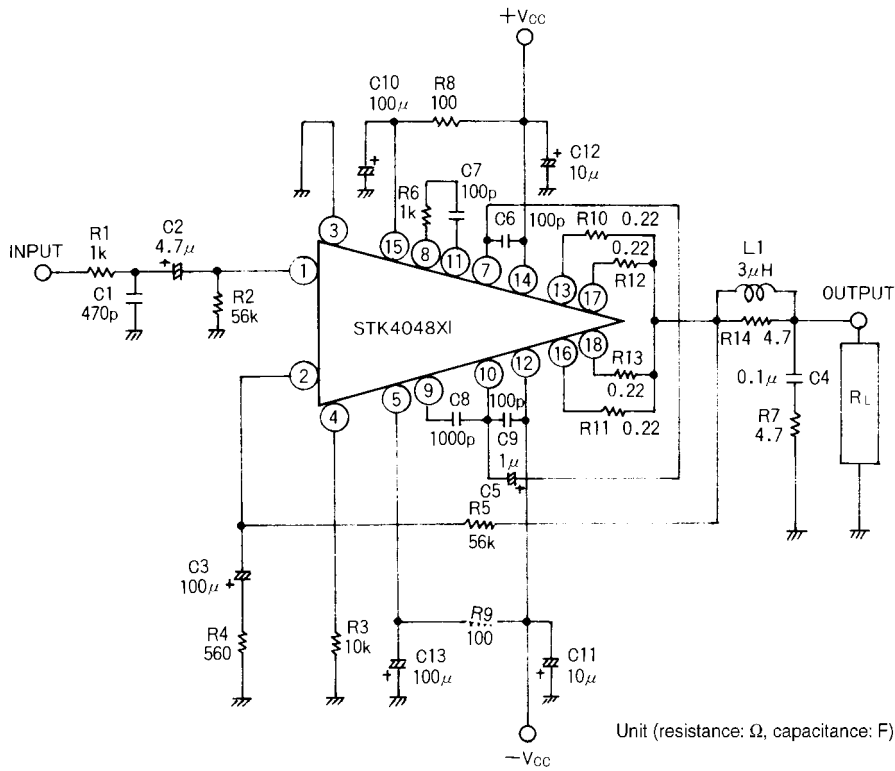 +Vcc
C10
100μ
R8
100
C12
10μ
C7
100p
R6
1k
C6
100p
R10
0.22
0.22
R12
3
15
8
11
7
14
13
17
INPUT
R1
1k
C2
4.7μ
+
1
C1
470p
R2
56k
STK4048XI
L1
3μH
OUTPUT
R14
4.7
2
4
5
9
10
12
16
18
R13
0.22
R11
0.22
0.1μ
C4
R7
4.7
RL
C8
1000p
100p
C9
1μ
C5
+
R5
56k
C3
100μ
+
R4
560
R3
10k
R9
100
C13
100μ
+
C11
10μ
+
−Vcc
Unit (resistance: Ω, capacitance: F)